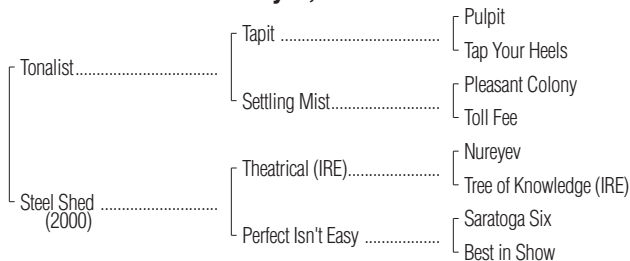 Pulpit
Tapit
Tap Your Heels
Tonalist
Pleasant Colony
Settling Mist
Toll Fee
Nureyev
Theatrical (IRE)
Tree of Knowledge (IRE)
Steel Shed
(2000)
Saratoga Six
Perfect Isn't Easy
Best in Show